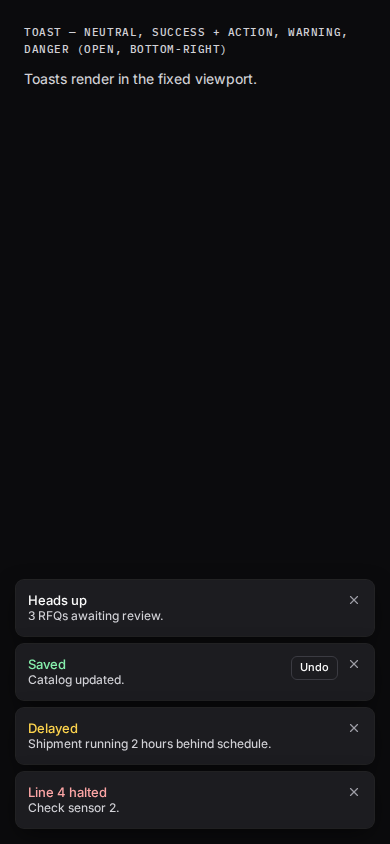 TOAST — NEUTRAL, SUCCESS + ACTION, WARNING,
DANGER (OPEN, BOTTOM-RIGHT)
Toasts render in the fixed viewport.
Heads up
3 RFQs awaiting review.
Saved
Catalog updated.
Undo
Delayed
Shipment running 2 hours behind schedule.
Line 4 halted
Check sensor 2.